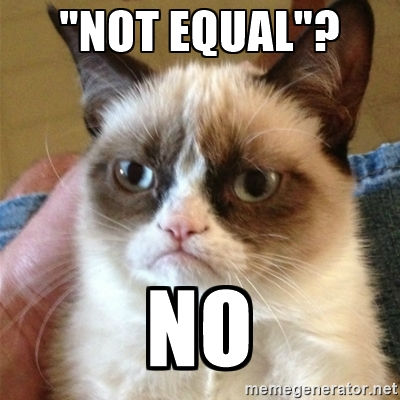 "NOT EQUAL"?
NO
memegenerator.net